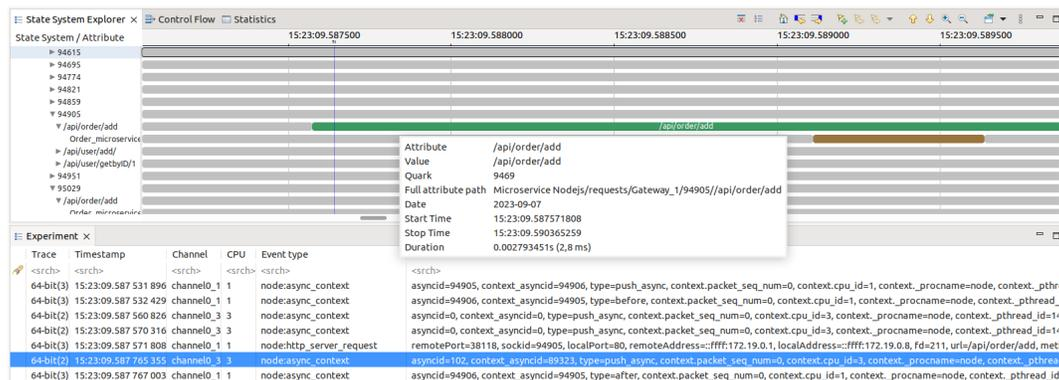 State System Explorer × Control Flow Statistics
State System / Attribute
15:23:09.587500 15:23:09.588000 15:23:09.588500 15:23:09.589000 15:23:09.589500
94615
94695
94774
94821
94859
94905
/api/order/add /api/order/add
Order_microservice
/api/user/add/
/api/user/getbyID/1
94951
95029
/api/order/add
Order_microservice
Attribute /api/order/add
Value /api/order/add
Quark 9469
Full attribute path Microservice Nodejs/requests/Gateway_1/94905//api/order/add
Date 2023-09-07
Start Time 15:23:09.587571808
Stop Time 15:23:09.590365259
Duration 0.002793451s (2,8 ms)
Experiment ×
Trace Timestamp Channel CPU Event type
<srch> <srch> <srch> <srch> <srch> <srch>
64-bit(3) 15:23:09.587 531 896 channel0_1 1 node:async_context asyncid=94905, context_asyncid=94906, type=push_async, context.packet_seq_num=0, context.cpu_id=1, context._procname=node, context._pthr
64-bit(3) 15:23:09.587 532 429 channel0_1 1 node:async_context asyncid=94906, context_asyncid=94905, type=before, context.packet_seq_num=0, context.cpu_id=1, context._procname=node, context._pthread_
64-bit(2) 15:23:09.587 560 826 channel0_3 3 node:async_context asyncid=0, context_asyncid=0, type=push_async, context.packet_seq_num=0, context.cpu_id=3, context._procname=node, context._pthread_id=14
64-bit(2) 15:23:09.587 570 316 channel0_3 3 node:async_context asyncid=0, context_asyncid=0, type=push_async, context.packet_seq_num=0, context.cpu_id=3, context._procname=node, context._pthread_id=14
64-bit(3) 15:23:09.587 571 808 channel0_1 1 node:http_server_request remotePort=38118, sockid=94905, localPort=80, remoteAddress=::ffff:172.19.0.1, localAddress=::ffff:172.19.0.8, fd=211, url=/api/order/add, met
64-bit(2) 15:23:09.587 765 355 channel0_3 3 node:async_context asyncid=102, context_asyncid=89323, type=push_async, context.packet_seq_num=0, context.cpu_id=3, context._procname=node, context._pthrea
64-bit(3) 15:23:09.587 767 003 channel0_1 1 node:async_context asyncid=94906, context_asyncid=94905, type=after, context.packet_seq_num=0, context.cpu_id=1, context._procname=node, context._pthread_id